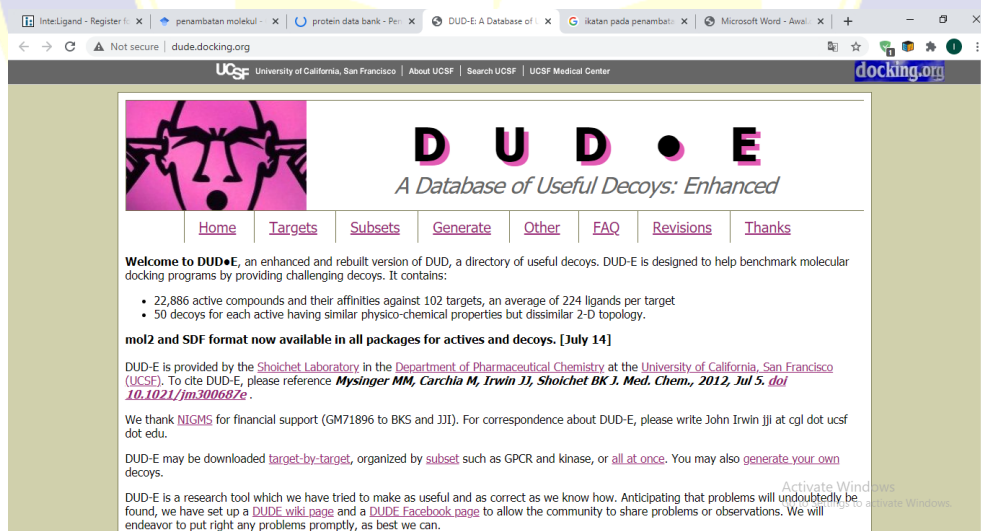 Inte:Ligand - Register fo
penambatan molekul -
protein data bank - Pen
DUD-E: A Database of U
ikatan pada penambata
Microsoft Word - Awal.
Not secure | dude.docking.org
UCSF University of California, San Francisco | About UCSF | Search UCSF | UCSF Medical Center
docking.org
D U D • E
A Database of Useful Decoys: Enhanced
Home Targets Subsets Generate Other FAQ Revisions Thanks
Welcome to DUD•E, an enhanced and rebuilt version of DUD, a directory of useful decoys. DUD-E is designed to help benchmark molecular
docking programs by providing challenging decoys. It contains:
• 22,886 active compounds and their affinities against 102 targets, an average of 224 ligands per target
• 50 decoys for each active having similar physico-chemical properties but dissimilar 2-D topology.
mol2 and SDF format now available in all packages for actives and decoys. [July 14]
DUD-E is provided by the Shoichet Laboratory in the Department of Pharmaceutical Chemistry at the University of California, San Francisco
(UCSF). To cite DUD-E, please reference Mysinger MM, Carchia M, Irwin JJ, Shoichet BK J. Med. Chem., 2012, Jul 5. doi
10.1021/jm300687e .
We thank NIGMS for financial support (GM71896 to BKS and JJI). For correspondence about DUD-E, please write John Irwin jji at cgl dot ucsf
dot edu.
DUD-E may be downloaded target-by-target, organized by subset such as GPCR and kinase, or all at once. You may also generate your own
decoys.
Activate Windows
DUD-E is a research tool which we have tried to make as useful and as correct as we know how. Anticipating that problems will undoubtedly be
Go to Settings to activate Windows.
found, we have set up a DUDE wiki page and a DUDE Facebook page to allow the community to share problems or observations. We will
endeavor to put right any problems promptly, as best we can.